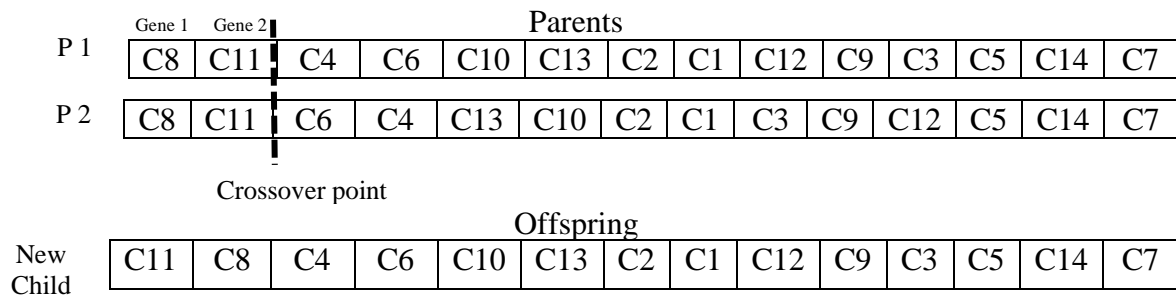 Gene 1 Gene 2 Parents
P 1 C8 C11 C4 C6 C10 C13 C2 C1 C12 C9 C3 C5 C14 C7
P 2 C8 C11 C6 C4 C13 C10 C2 C1 C3 C9 C12 C5 C14 C7
Crossover point
Offspring
New Child C11 C8 C4 C6 C10 C13 C2 C1 C12 C9 C3 C5 C14 C7